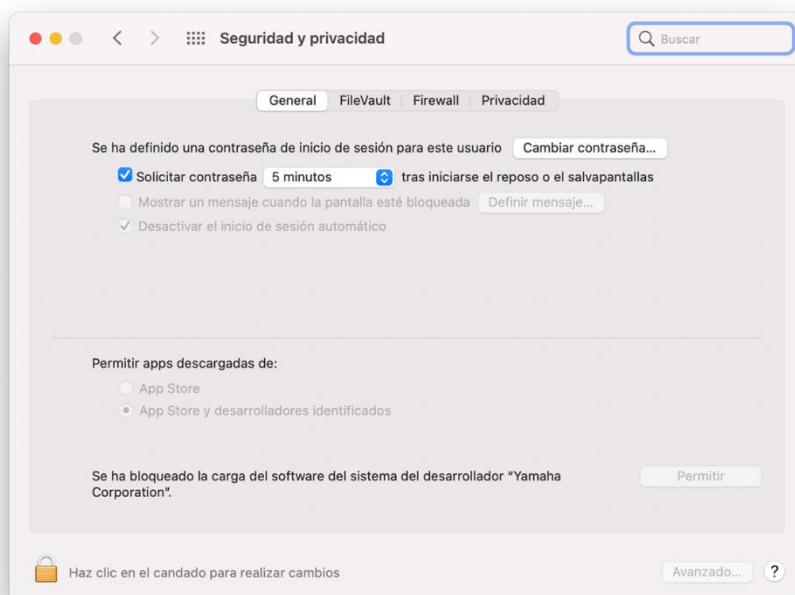 Seguridad y privacidad
Buscar
General FileVault Firewall Privacidad
Se ha definido una contraseña de inicio de sesión para este usuario Cambiar contraseña...
Solicitar contraseña 5 minutos tras iniciarse el reposo o el salvapantallas
Mostrar un mensaje cuando la pantalla esté bloqueada Definir mensaje...
Desactivar el inicio de sesión automático
Permitir apps descargadas de:
App Store
App Store y desarrolladores identificados
Se ha bloqueado la carga del software del sistema del desarrollador “Yamaha
Corporation”.
Permitir
Haz clic en el candado para realizar cambios
Avanzado... ?